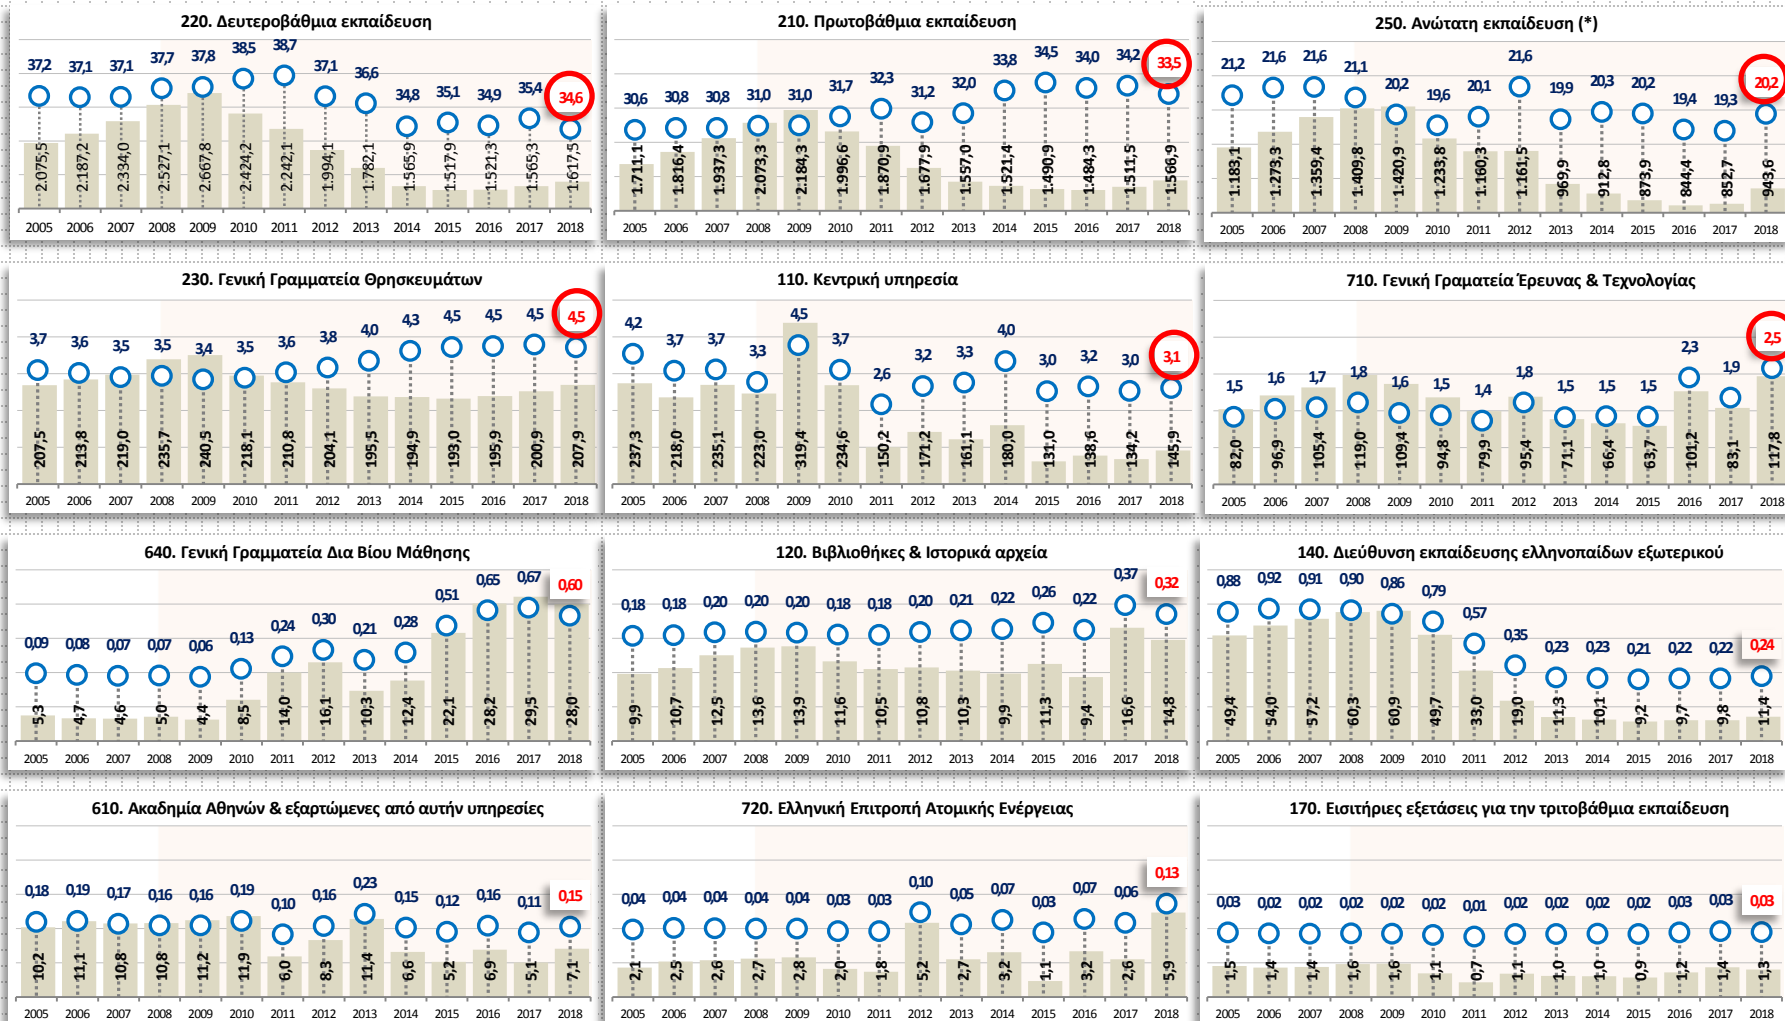 220. Δευτεροβάθμια εκπαίδευση
37,2 37,1 37,1 37,7 37,8 38,5 38,7 37,1 36,6 34,8 35,1 34,9 35,4 34,6
2.075,5 2.187,2 2.334,0 2.527,1 2.667,8 2.424,2 2.242,1 1.994,1 1.782,1 1.565,9 1.517,9 1.521,3 1.565,3 1.617,5
2005 2006 2007 2008 2009 2010 2011 2012 2013 2014 2015 2016 2017 2018
210. Πρωτοβάθμια εκπαίδευση
30,6 30,8 30,8 31,0 31,0 31,7 32,3 31,2 32,0 33,8 34,5 34,0 34,2 33,5
1.711,1 1.816,4 1.937,3 2.073,3 2.184,3 1.996,6 1.870,9 1.677,9 1.557,0 1.521,4 1.490,9 1.484,3 1.511,5 1.566,9
2005 2006 2007 2008 2009 2010 2011 2012 2013 2014 2015 2016 2017 2018
250. Ανώτατη εκπαίδευση (*)
21,2 21,6 21,6 21,1 20,2 19,6 20,1 21,6 19,9 20,3 20,2 19,4 19,3 20,2
1.183,1 1.273,3 1.359,4 1.409,8 1.420,9 1.233,8 1.160,3 1.161,5 969,9 912,8 873,9 844,4 852,7 943,6
2005 2006 2007 2008 2009 2010 2011 2012 2013 2014 2015 2016 2017 2018
230. Γενική Γραμματεία Θρησκευμάτων
3,7 3,6 3,5 3,5 3,4 3,5 3,6 3,8 4,0 4,3 4,5 4,5 4,5 4,5
207,5 213,8 219,0 235,7 240,5 218,1 210,8 204,1 195,5 194,9 193,0 195,9 200,9 207,9
2005 2006 2007 2008 2009 2010 2011 2012 2013 2014 2015 2016 2017 2018
110. Κεντρική υπηρεσία
4,2 3,7 3,7 3,3 4,5 3,7 2,6 3,2 3,3 4,0 3,0 3,2 3,0 3,1
237,3 218,0 235,1 223,0 319,4 234,6 150,2 171,2 161,1 180,0 131,0 138,6 134,2 145,9
2005 2006 2007 2008 2009 2010 2011 2012 2013 2014 2015 2016 2017 2018
710. Γενική Γραματεία Έρευνας & Τεχνολογίας
1,5 1,6 1,7 1,8 1,6 1,5 1,4 1,8 1,5 1,5 1,5 2,3 1,9 2,5
82,0 96,9 105,4 119,0 109,4 94,8 79,9 95,4 71,1 66,4 63,7 101,2 83,1 117,8
2005 2006 2007 2008 2009 2010 2011 2012 2013 2014 2015 2016 2017 2018
640. Γενική Γραμματεία Δια Βίου Μάθησης
0,09 0,08 0,07 0,07 0,06 0,13 0,24 0,30 0,21 0,28 0,51 0,65 0,67 0,60
5,3 4,7 4,6 5,0 4,4 8,5 14,0 16,1 10,3 12,4 22,1 28,2 29,5 28,0
2005 2006 2007 2008 2009 2010 2011 2012 2013 2014 2015 2016 2017 2018
120. Βιβλιοθήκες & Ιστορικά αρχεία
0,18 0,18 0,20 0,20 0,20 0,18 0,18 0,20 0,21 0,22 0,26 0,22 0,37 0,32
9,9 10,7 12,5 13,6 13,9 11,6 10,5 10,8 10,3 9,9 11,3 9,4 16,6 14,8
2005 2006 2007 2008 2009 2010 2011 2012 2013 2014 2015 2016 2017 2018
140. Διεύθυνση εκπαίδευσης ελληνοπαίδων εξωτερικού
0,88 0,92 0,91 0,90 0,86 0,79 0,57 0,35 0,23 0,23 0,21 0,22 0,22 0,24
49,4 54,0 57,2 60,3 60,9 49,7 33,0 19,0 11,3 10,1 9,2 9,7 9,8 11,4
2005 2006 2007 2008 2009 2010 2011 2012 2013 2014 2015 2016 2017 2018
610. Ακαδημία Αθηνών & εξαρτώμενες από αυτήν υπηρεσίες
0,18 0,19 0,17 0,16 0,16 0,19 0,10 0,16 0,23 0,15 0,12 0,16 0,11 0,15
10,2 11,1 10,8 10,8 11,2 11,9 6,0 8,3 11,4 6,6 5,2 6,9 5,1 7,1
2005 2006 2007 2008 2009 2010 2011 2012 2013 2014 2015 2016 2017 2018
720. Ελληνική Επιτροπή Ατομικής Ενέργειας
0,04 0,04 0,04 0,04 0,04 0,03 0,03 0,10 0,05 0,07 0,03 0,07 0,06 0,13
2,1 2,5 2,6 2,7 2,8 2,0 1,8 5,2 2,7 3,2 1,1 3,2 2,6 5,9
2005 2006 2007 2008 2009 2010 2011 2012 2013 2014 2015 2016 2017 2018
170. Εισιτήριες εξετάσεις για την τριτοβάθμια εκπαίδευση
0,03 0,02 0,02 0,02 0,02 0,02 0,01 0,02 0,02 0,02 0,02 0,03 0,03 0,03
1,5 1,4 1,4 1,6 1,6 1,1 0,7 1,1 1,0 1,0 0,9 1,2 1,4 1,3
2005 2006 2007 2008 2009 2010 2011 2012 2013 2014 2015 2016 2017 2018